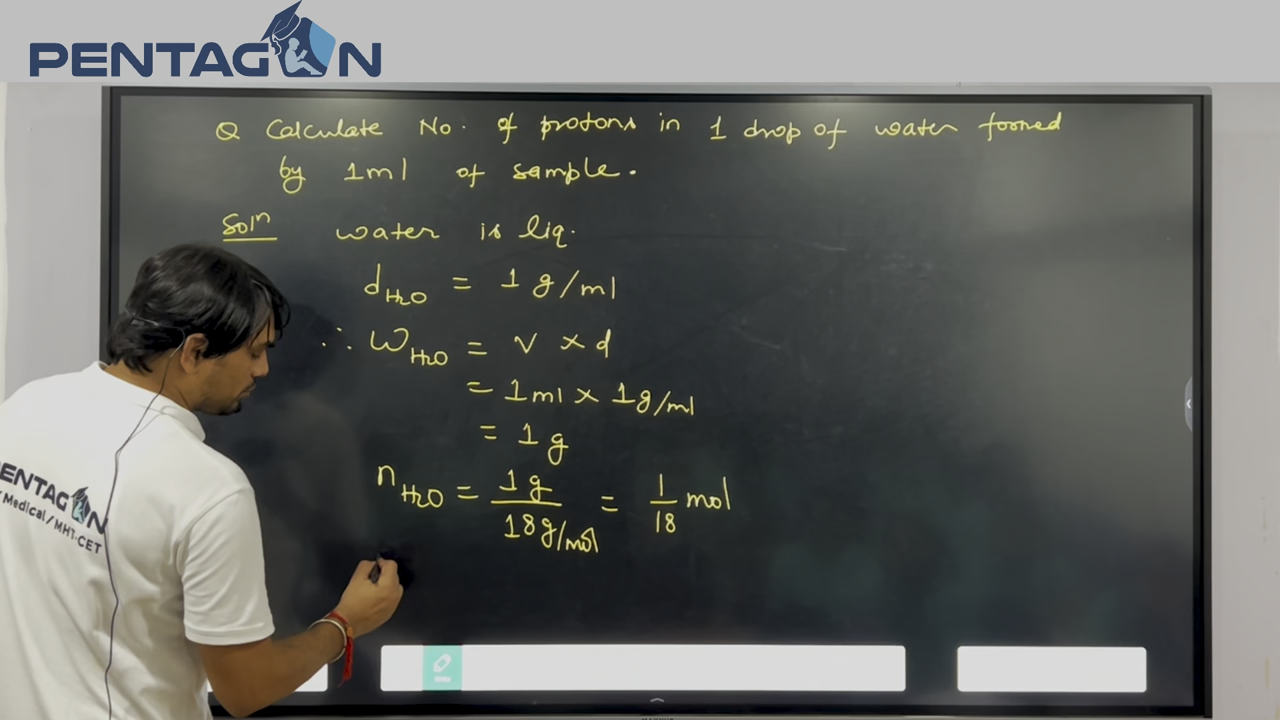 PENTAGON
Q Calculate No. of protons in 1 drop of water formed
by 1ml of sample.
Soln water is liq.
dH2O = 1 g/ml
∴ WH2O = V × d
= 1ml × 1g/ml
= 1g
nH2O = 1g/18g/mol = 1/18 mol
PENTAGON
Medical/MHT-CET